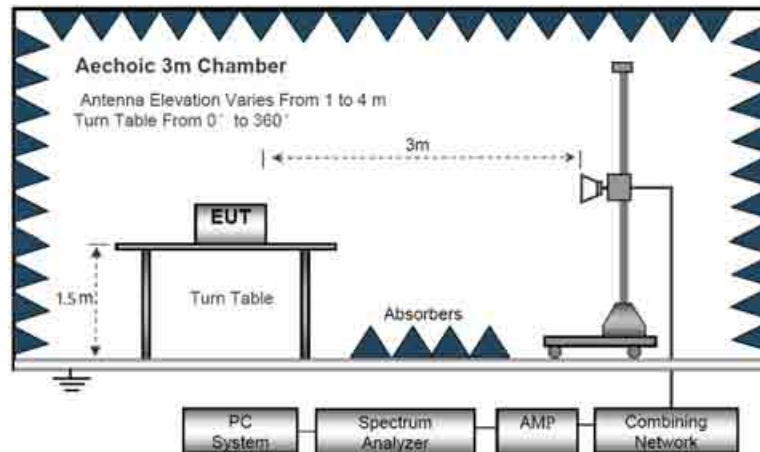 Aechoic 3m Chamber
Antenna Elevation Varies From 1 to 4 m
Turn Table From 0° to 360°
3m
EUT
1.5 m
Turn Table
Absorbers
PC
System
Spectrum
Analyzer
AMP
Combining
Network